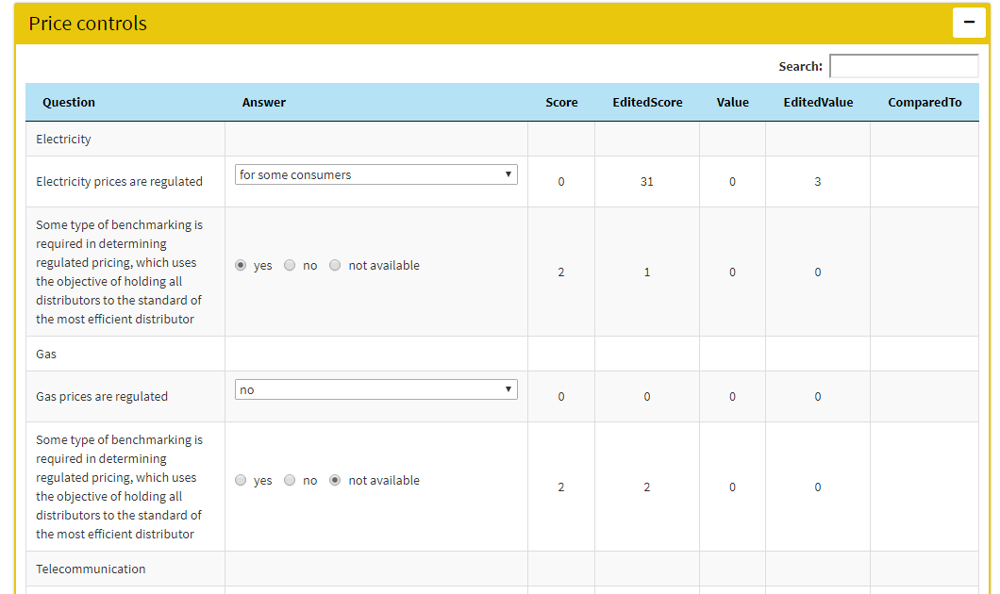 Price controls
Search:
Question Answer Score EditedScore Value EditedValue ComparedTo
Electricity
Electricity prices are regulated for some consumers 0 31 0 3
Some type of benchmarking is
required in determining
regulated pricing, which uses
the objective of holding all
distributors to the standard of
the most efficient distributor
yes no not available 2 1 0 0
Gas
Gas prices are regulated no 0 0 0 0
Some type of benchmarking is
required in determining
regulated pricing, which uses
the objective of holding all
distributors to the standard of
the most efficient distributor
yes no not available 2 2 0 0
Telecommunication